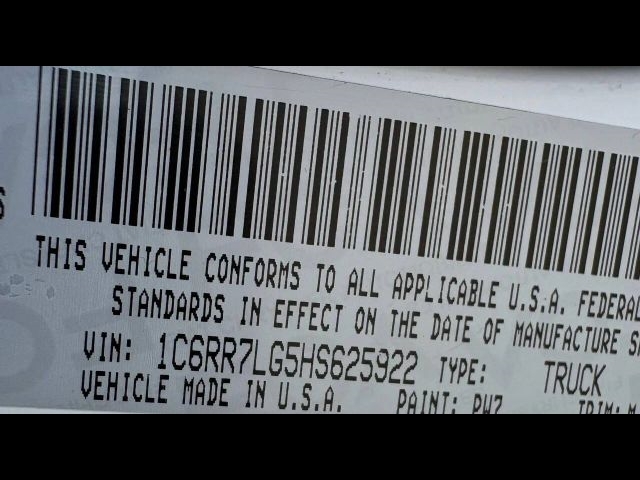 THIS VEHICLE CONFORMS TO ALL APPLICABLE U.S.A. FEDERAL
STANDARDS IN EFFECT ON THE DATE OF MANUFACTURE
VIN: 1C6RR7LG5HS625922 TYPE: TRUCK
VEHICLE MADE IN U.S.A. PAINT: PW7 TRIM: